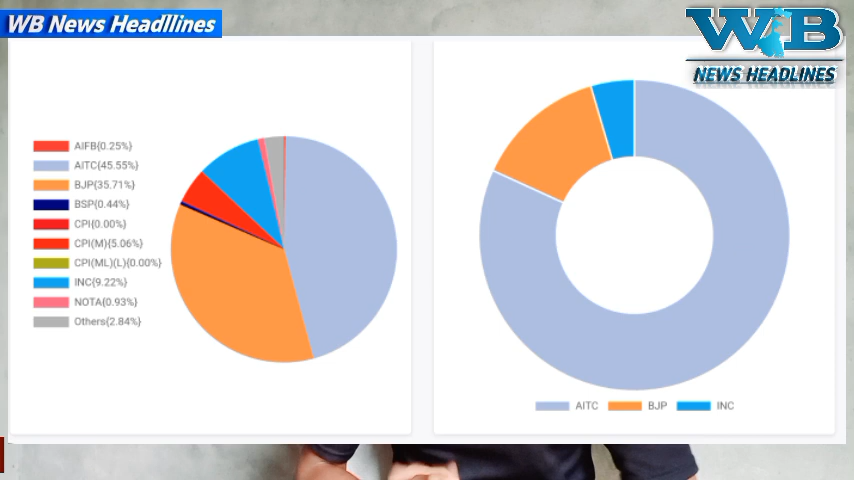 WB News Headllines
WB
NEWS HEADLINES
AIFB{0.25%}
AITC{45.55%}
BJP{35.71%}
BSP{0.44%}
CPI{0.00%}
CPI(M){5.06%}
CPI(ML)(L){0.00%}
INC{9.22%}
NOTA{0.93%}
Others{2.84%}
AITC BJP INC